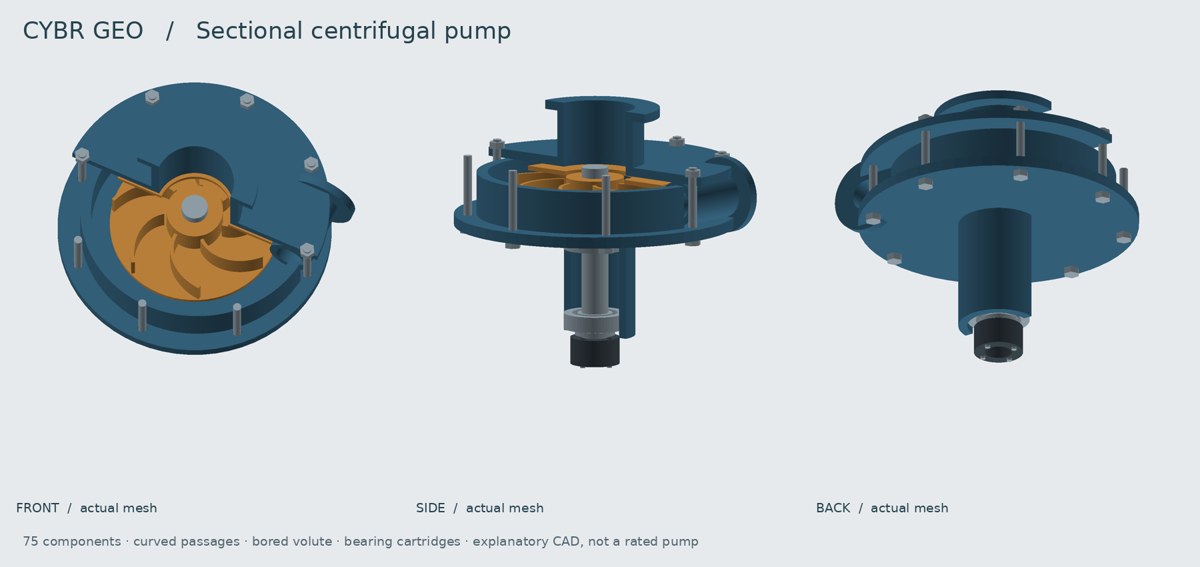 CYBR GEO / Sectional centrifugal pump
FRONT / actual mesh
SIDE / actual mesh
BACK / actual mesh
75 components · curved passages · bored volute · bearing cartridges · explanatory CAD, not a rated pump